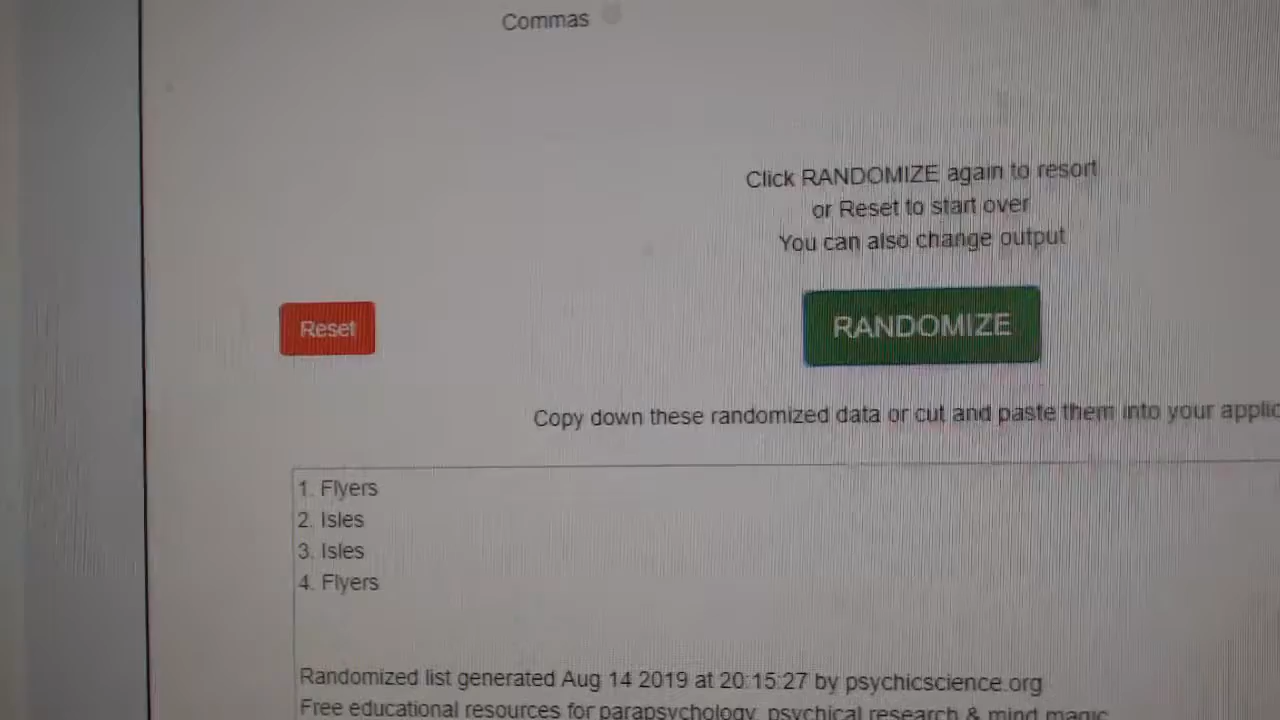 Commas
Click RANDOMIZE again to resort
or Reset to start over
You can also change output
Reset
RANDOMIZE
Copy down these randomized data or cut and paste them into your applic
1. Flyers
2. Isles
3. Isles
4. Flyers
Randomized list generated Aug 14 2019 at 20:15:27 by psychicscience.org
Free educational resources for parapsychology, psychical research & mind magic